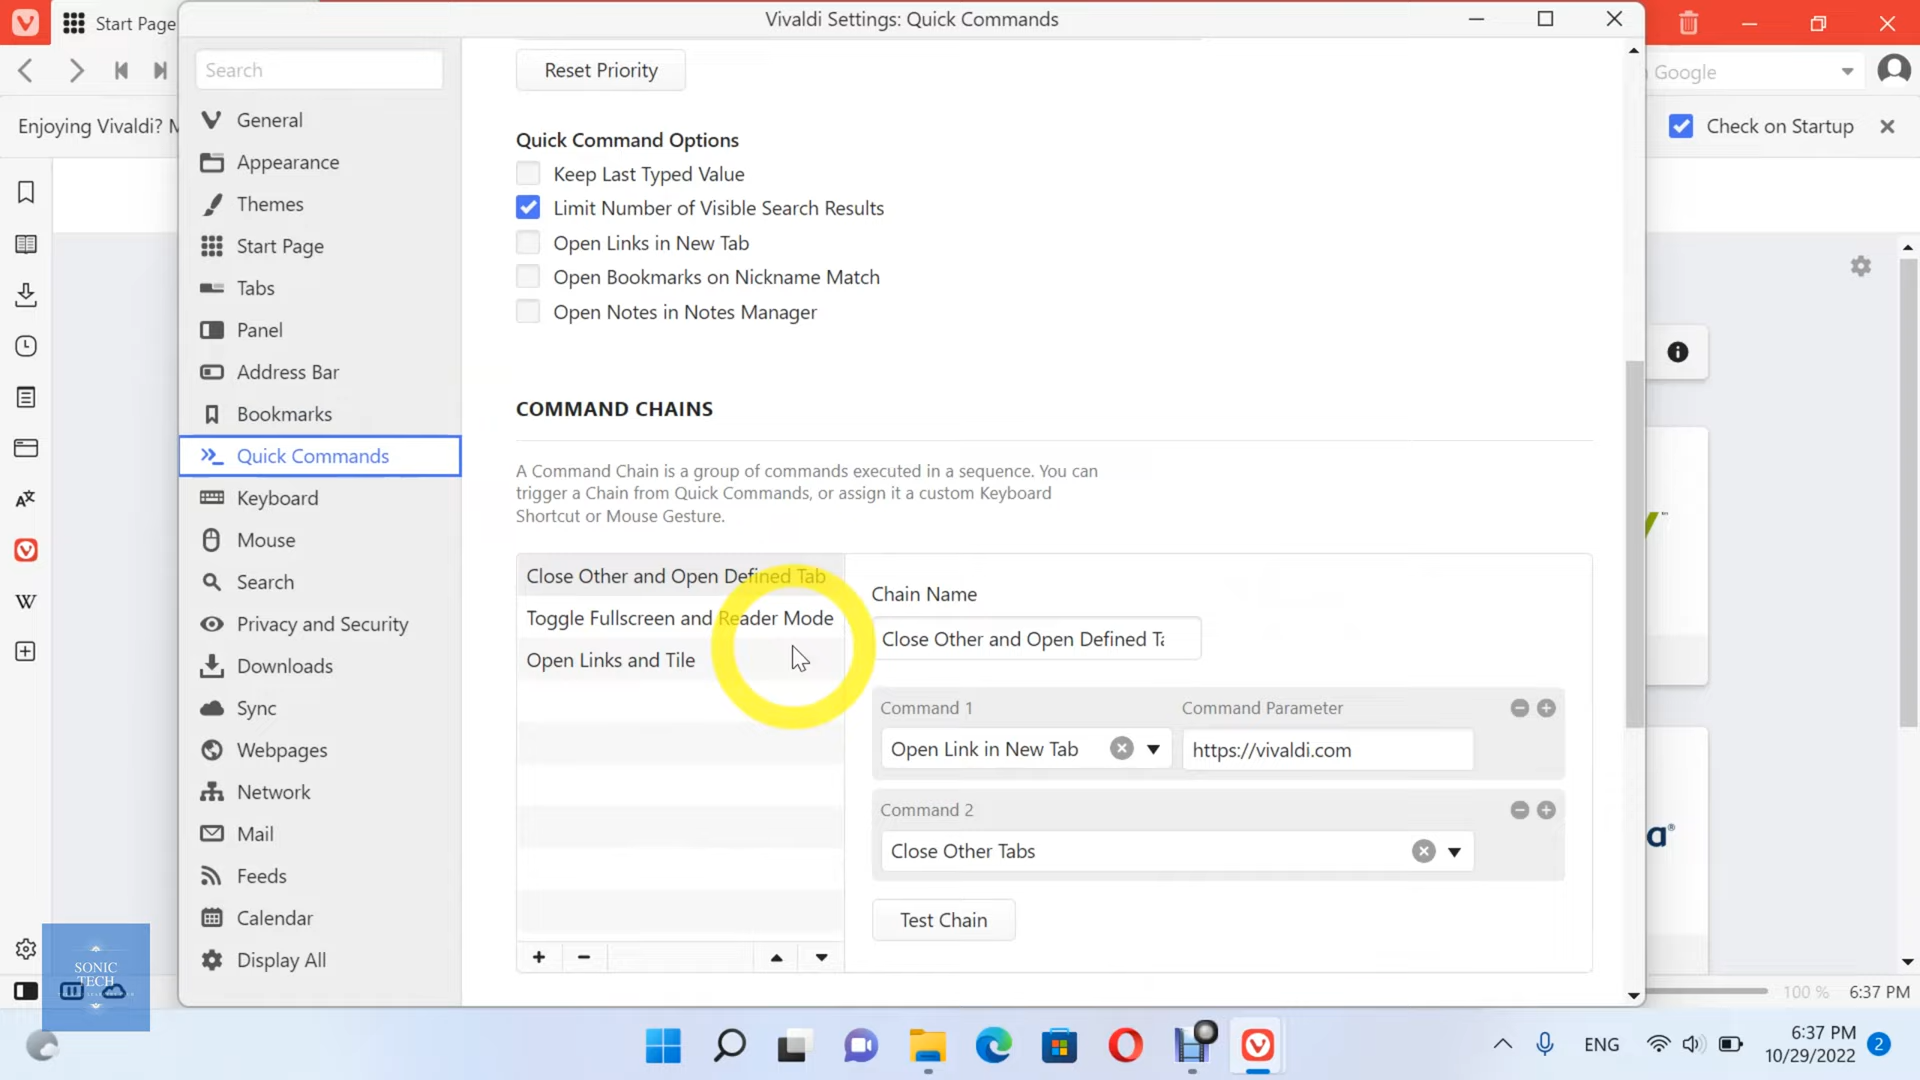 Start Page
Vivaldi Settings: Quick Commands
Google
Enjoying Vivaldi?
Check on Startup
Search
General
Appearance
Themes
Start Page
Tabs
Panel
Address Bar
Bookmarks
Quick Commands
Keyboard
Mouse
Search
Privacy and Security
Downloads
Sync
Webpages
Network
Mail
Feeds
Calendar
Display All
Reset Priority
Quick Command Options
Keep Last Typed Value
Limit Number of Visible Search Results
Open Links in New Tab
Open Bookmarks on Nickname Match
Open Notes in Notes Manager
COMMAND CHAINS
A Command Chain is a group of commands executed in a sequence. You can
trigger a Chain from Quick Commands, or assign it a custom Keyboard
Shortcut or Mouse Gesture.
Close Other and Open Defined Tab
Toggle Fullscreen and Reader Mode
Open Links and Tile
Chain Name
Close Other and Open Defined Ta
Command 1
Command Parameter
Open Link in New Tab
https://vivaldi.com
Command 2
Close Other Tabs
Test Chain
SONIC
TECH
100 %
6:37 PM
ENG
6:37 PM
10/29/2022
2